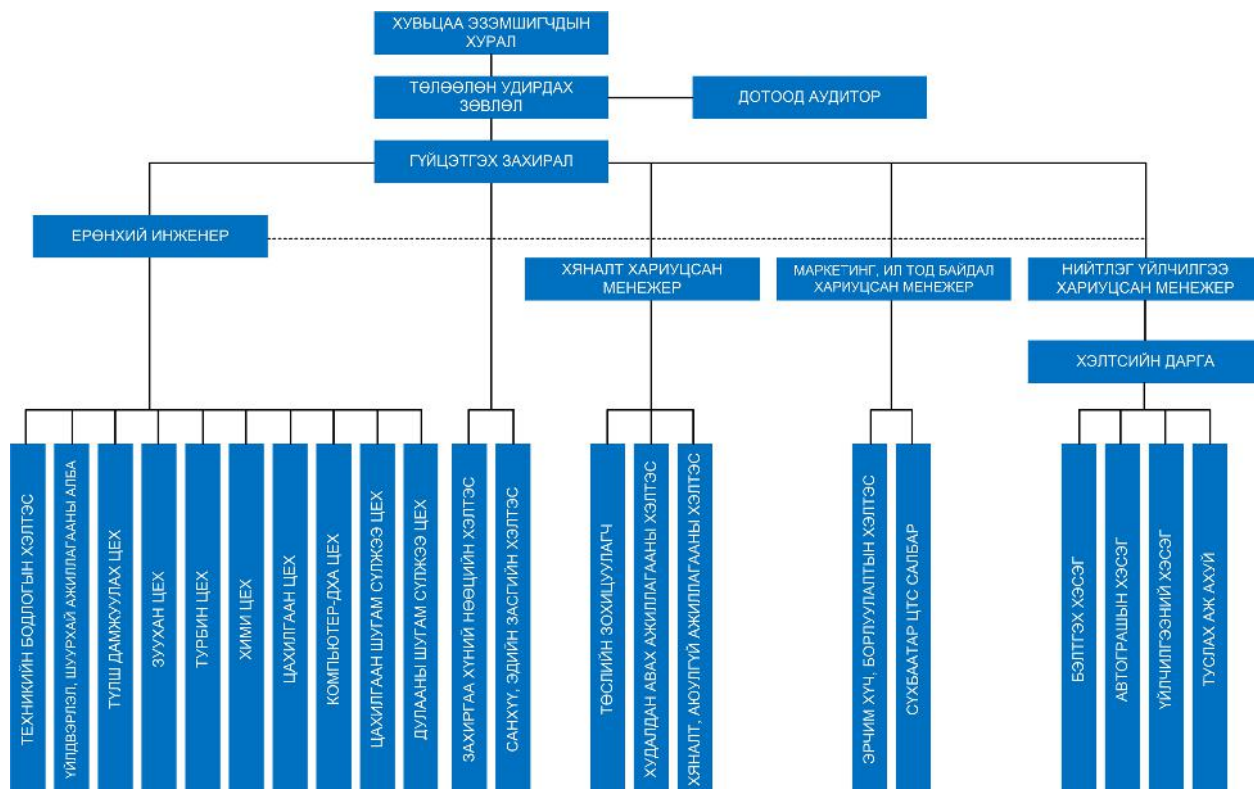 ХУВЬЦАА ЭЗЭМШИГЧДЫН
ХУРАЛ
ТӨЛӨӨЛӨН УДИРДАХ
ЗӨВЛӨЛ
ДОТООД АУДИТОР
ГҮЙЦЭТГЭХ ЗАХИРАЛ
ЕРӨНХИЙ ИНЖЕНЕР
ХЯНАЛТ ХАРИУЦСАН
МЕНЕЖЕР
МАРКЕТИНГ, ИЛ ТОД БАЙДАЛ
ХАРИУЦСАН МЕНЕЖЕР
НИЙТЛЭГ ҮЙЛЧИЛГЭЭ
ХАРИУЦСАН МЕНЕЖЕР
ХЭЛТСИЙН ДАРГА
ТЕХНИКИЙН БОДЛОГЫН ХЭЛТЭС
ҮЙЛДВЭРЛЭЛ, ШУУРХАЙ АЖИЛЛАГААНЫ АЛБА
ТҮЛШ ДАМЖУУЛАХ ЦЕХ
ЗУУХАН ЦЕХ
ТУРБИН ЦЕХ
ХИМИ ЦЕХ
ЦАХИЛГААН ЦЕХ
КОМПЬЮТЕР-ДХА ЦЕХ
ЦАХИЛГААН ШУГАМ СҮЛЖЭЭ ЦЕХ
ДУЛААНЫ ШУГАМ СҮЛЖЭЭ ЦЕХ
ЗАХИРГАА ХҮНИЙ НӨӨЦИЙН ХЭЛТЭС
САНХҮҮ, ЭДИЙН ЗАСГИЙН ХЭЛТЭС
ТӨСЛИЙН ЗОХИЦУУЛАГЧ
ХУДАЛДАН АВАХ АЖИЛЛАГААНЫ ХЭЛТЭС
ХЯНАЛТ, АЮУЛГҮЙ АЖИЛЛАГААНЫ ХЭЛТЭС
ЭРЧИМ ХҮЧ, БОРЛУУЛАЛТЫН ХЭЛТЭС
СҮХБААТАР ЦТС САЛБАР
БЭЛТГЭХ ХЭСЭГ
АВТОГРАШЫН ХЭСЭГ
ҮЙЛЧИЛГЭЭНИЙ ХЭСЭГ
ТУСЛАХ АЖ АХУЙ